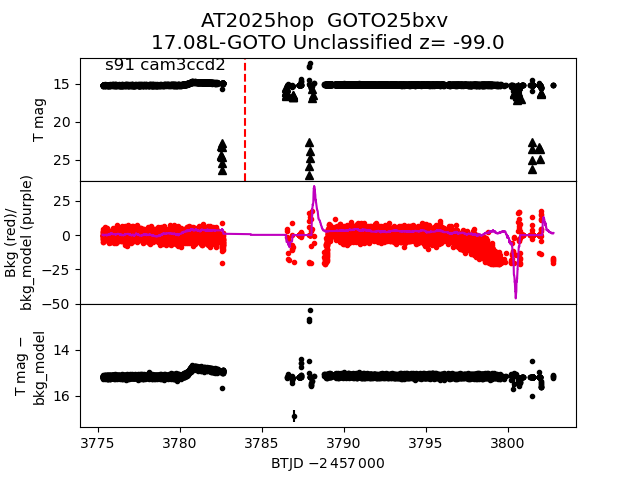 AT2025hop  GOTO25bxv
17.08L-GOTO Unclassified z= -99.0
s91 cam3ccd2
T mag
15
20
25
Bkg (red)/
bkg_model (purple)
25
0
−25
−50
T mag −
bkg_model
14
16
3775
3780
3785
3790
3795
3800
BTJD −2 457 000